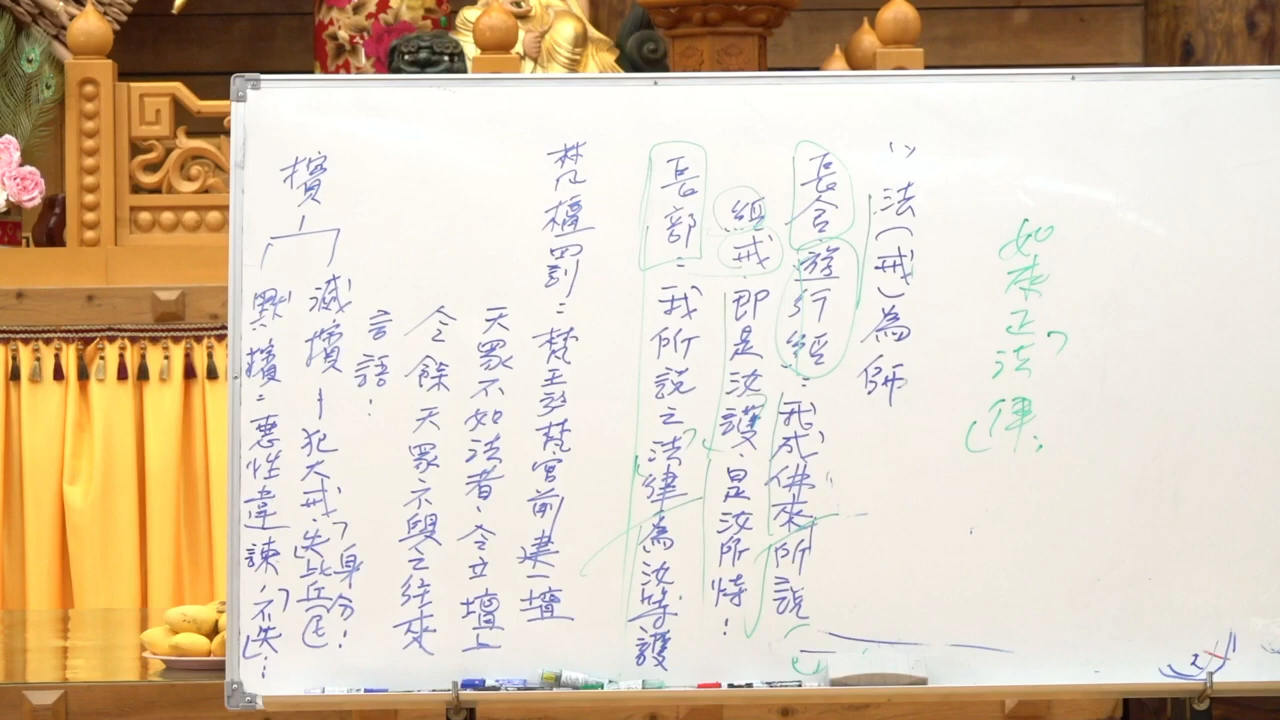 如來正法律
(1)法(戒)為師
長含遊行經:我成佛來所說
經戒、即是汝護、是汝所恃!
長部:我所說之法律為汝等護
梵檀罰:梵王於梵宮前建一壇
天眾不如法者、令立壇上
令餘天眾不與之往來
言語!
擯
滅擯-犯大戒、失比丘(尼)
身分!
默擯:惡性違諫,不失!